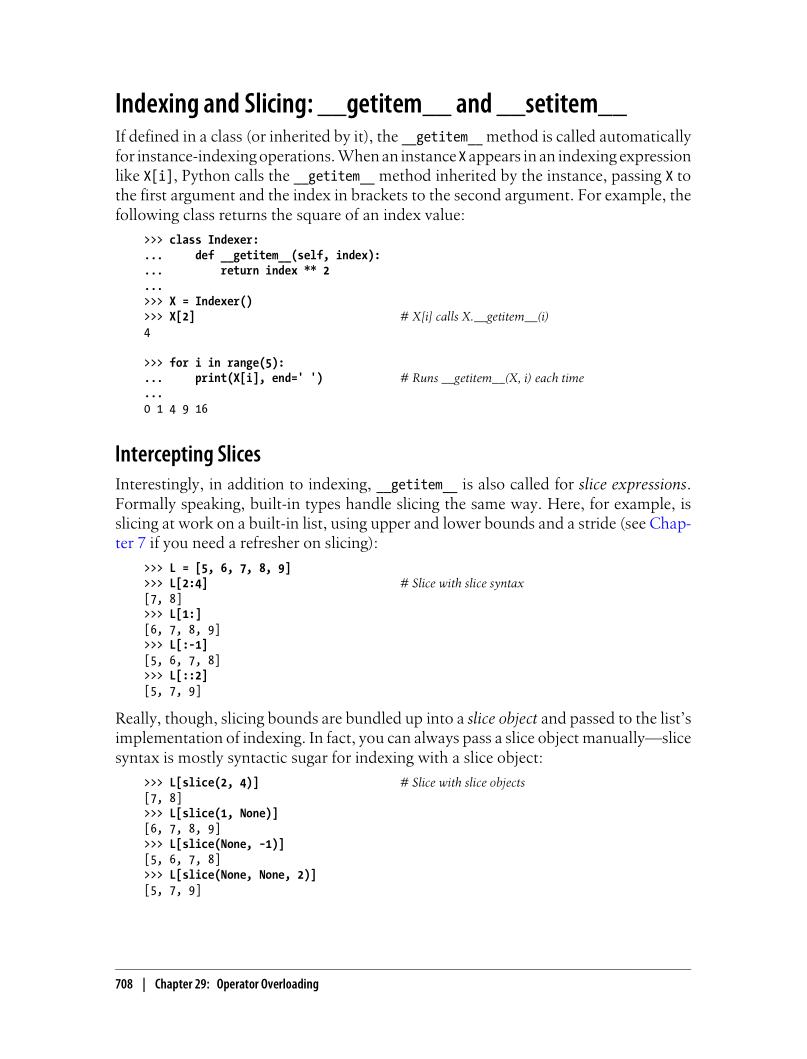 Indexing and Slicing: __getitem__ and __setitem__
If defined in a class (or inherited by it), the __getitem__ method is called automatically
for instance-indexing operations. When an instance X appears in an indexing expression
like X[i], Python calls the __getitem__ method inherited by the instance, passing X to
the first argument and the index in brackets to the second argument. For example, the
following class returns the square of an index value:
>>> class Indexer:
...     def __getitem__(self, index):
...         return index ** 2
...
>>> X = Indexer()
>>> X[2]                                # X[i] calls X.__getitem__(i)
4
>>> for i in range(5):
...     print(X[i], end=' ')            # Runs __getitem__(X, i) each time
...
0 1 4 9 16
Intercepting Slices
Interestingly, in addition to indexing, __getitem__ is also called for slice expressions.
Formally speaking, built-in types handle slicing the same way. Here, for example, is
slicing at work on a built-in list, using upper and lower bounds and a stride (see Chap-
ter 7 if you need a refresher on slicing):
>>> L = [5, 6, 7, 8, 9]
>>> L[2:4]                              # Slice with slice syntax
[7, 8]
>>> L[1:]
[6, 7, 8, 9]
>>> L[:-1]
[5, 6, 7, 8]
>>> L[::2]
[5, 7, 9]
Really, though, slicing bounds are bundled up into a slice object and passed to the list's
implementation of indexing. In fact, you can always pass a slice object manually—slice
syntax is mostly syntactic sugar for indexing with a slice object:
>>> L[slice(2, 4)]                      # Slice with slice objects
[7, 8]
>>> L[slice(1, None)]
[6, 7, 8, 9]
>>> L[slice(None, -1)]
[5, 6, 7, 8]
>>> L[slice(None, None, 2)]
[5, 7, 9]
708 | Chapter 29: Operator Overloading